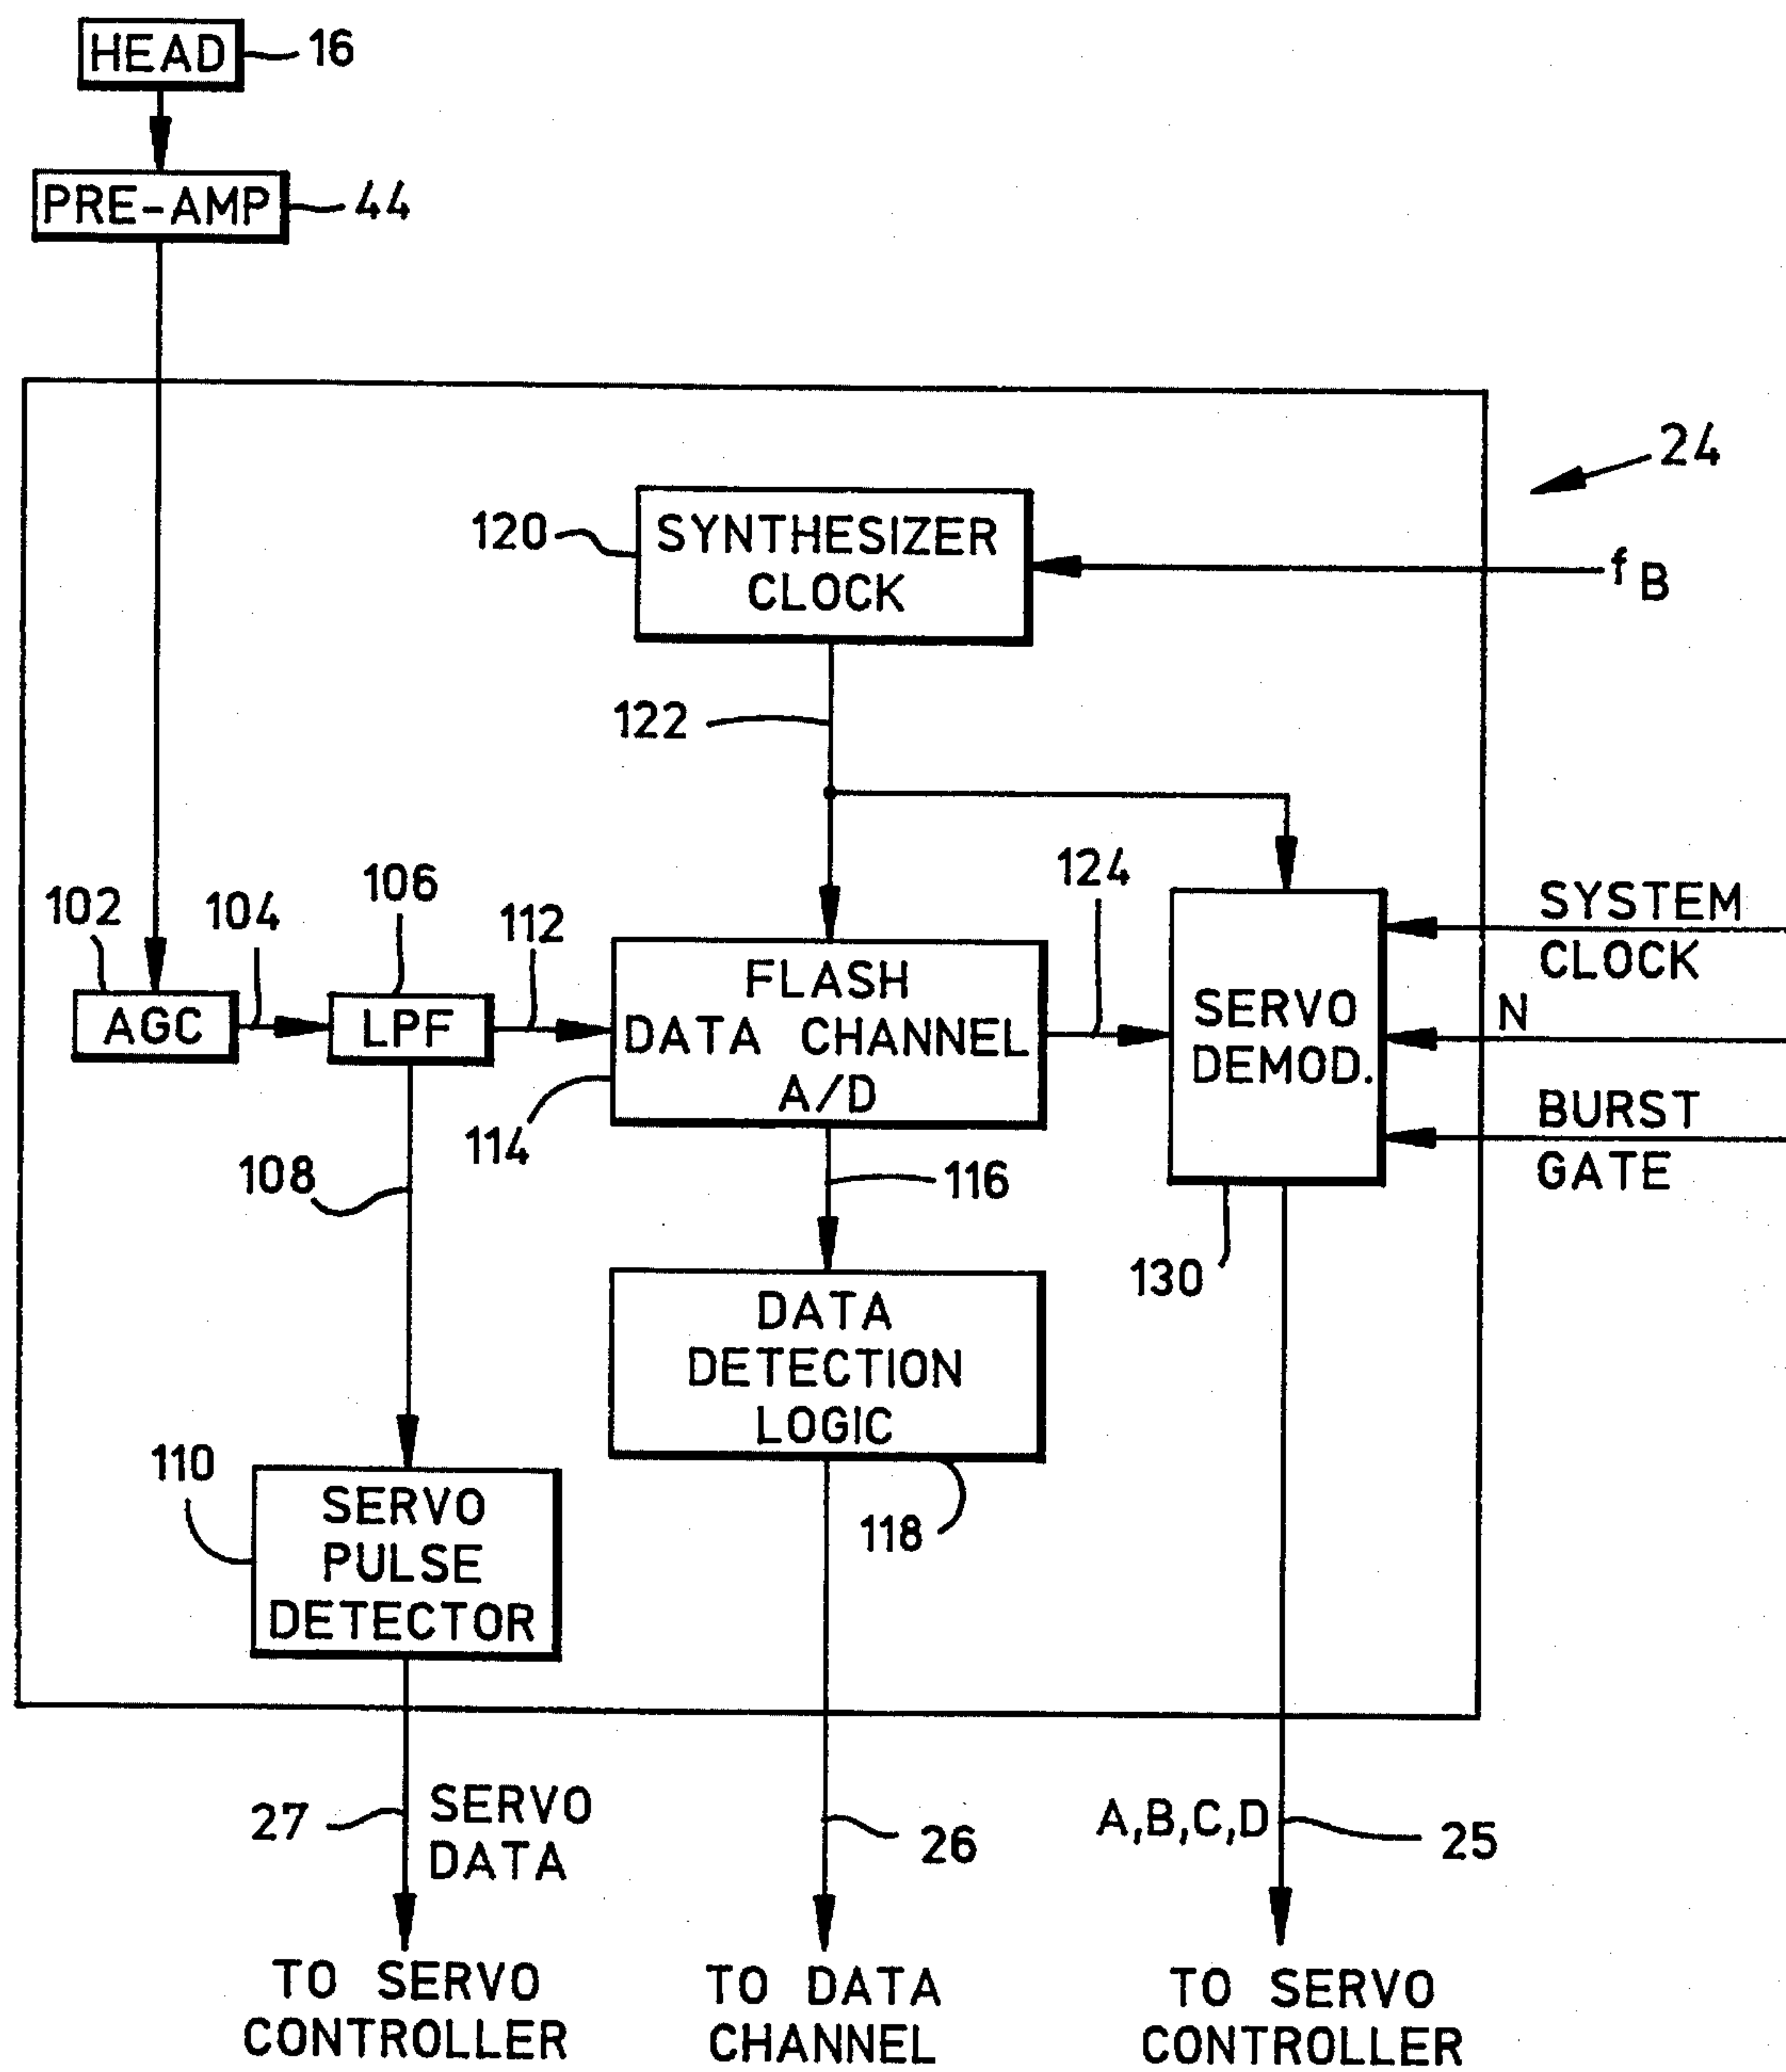 HEAD
16
PRE-AMP
44
24
120
SYNTHESIZER
CLOCK
f B
122
102
104
106
112
124
SYSTEM
CLOCK
AGC
LPF
FLASH
DATA CHANNEL
A/D
SERVO
DEMOD.
N
BURST
GATE
114
108
116
130
DATA
DETECTION
LOGIC
110
118
SERVO
PULSE
DETECTOR
27
SERVO
DATA
26
A,B,C,D
25
TO SERVO
CONTROLLER
TO DATA
CHANNEL
TO SERVO
CONTROLLER